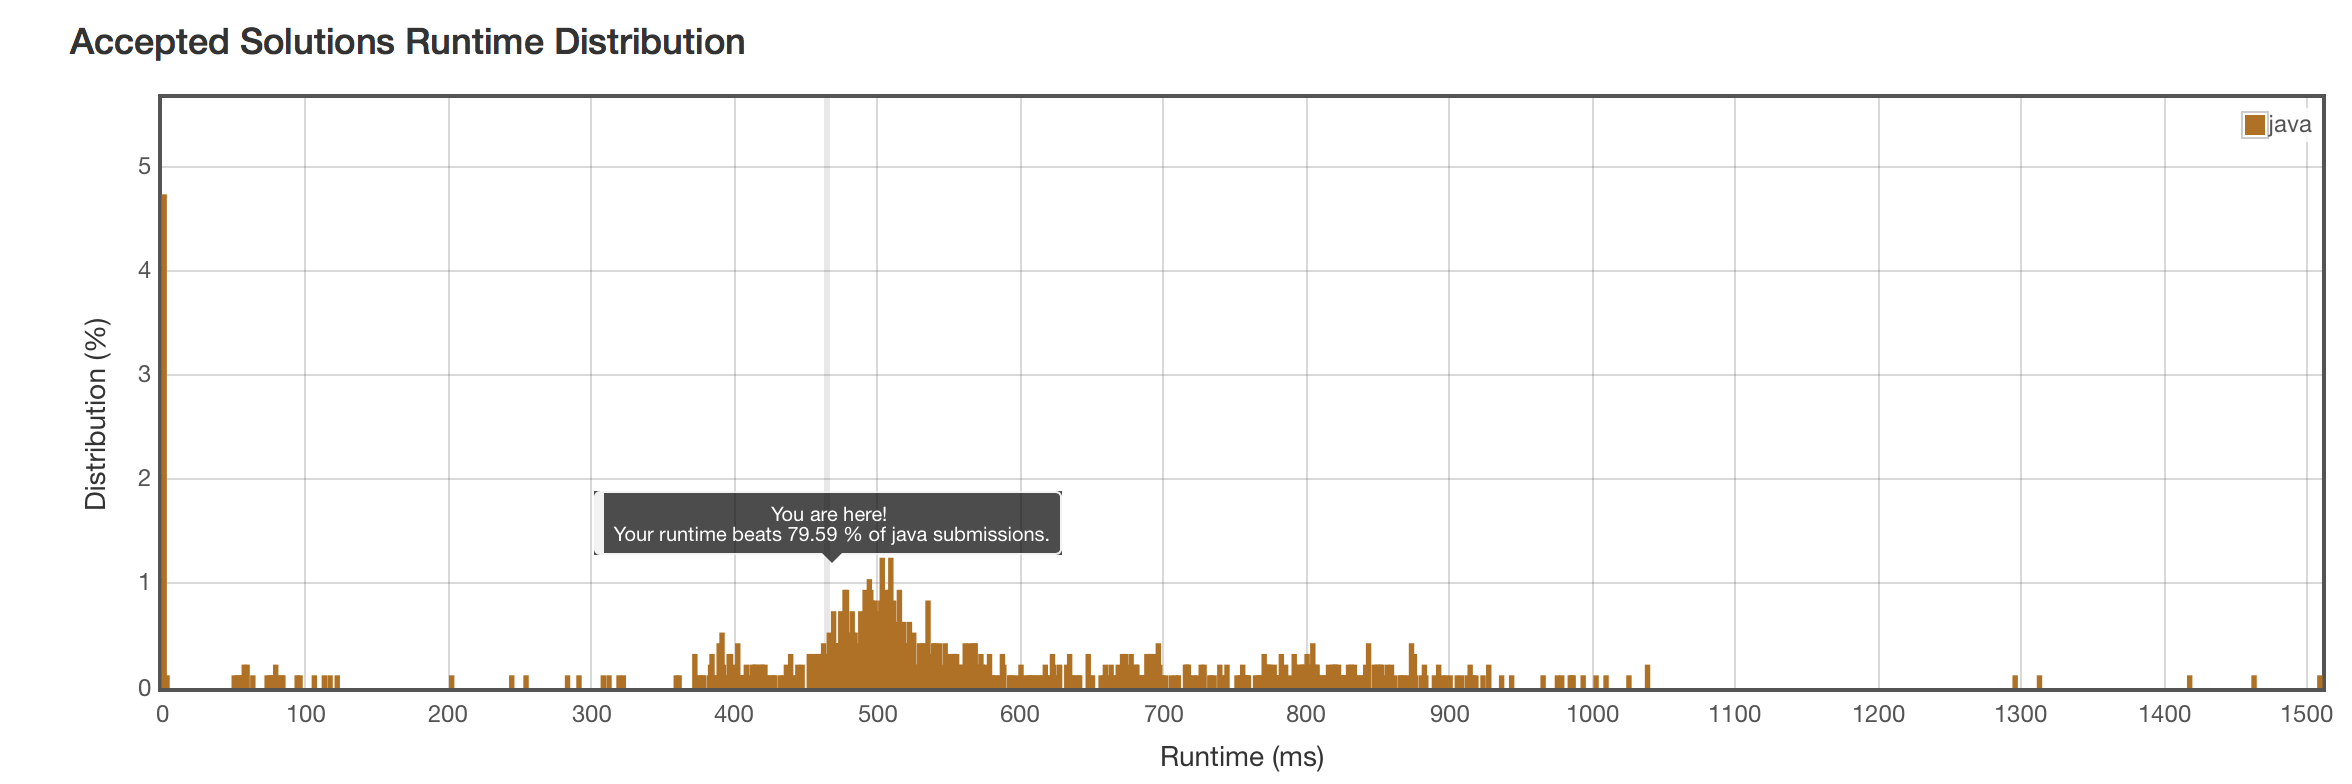 Accepted Solutions Runtime Distribution
java
5
4
3
2
1
0
Distribution (%)
You are here!
Your runtime beats 79.59 % of java submissions.
0 100 200 300 400 500 600 700 800 900 1000 1100 1200 1300 1400 1500
Runtime (ms)